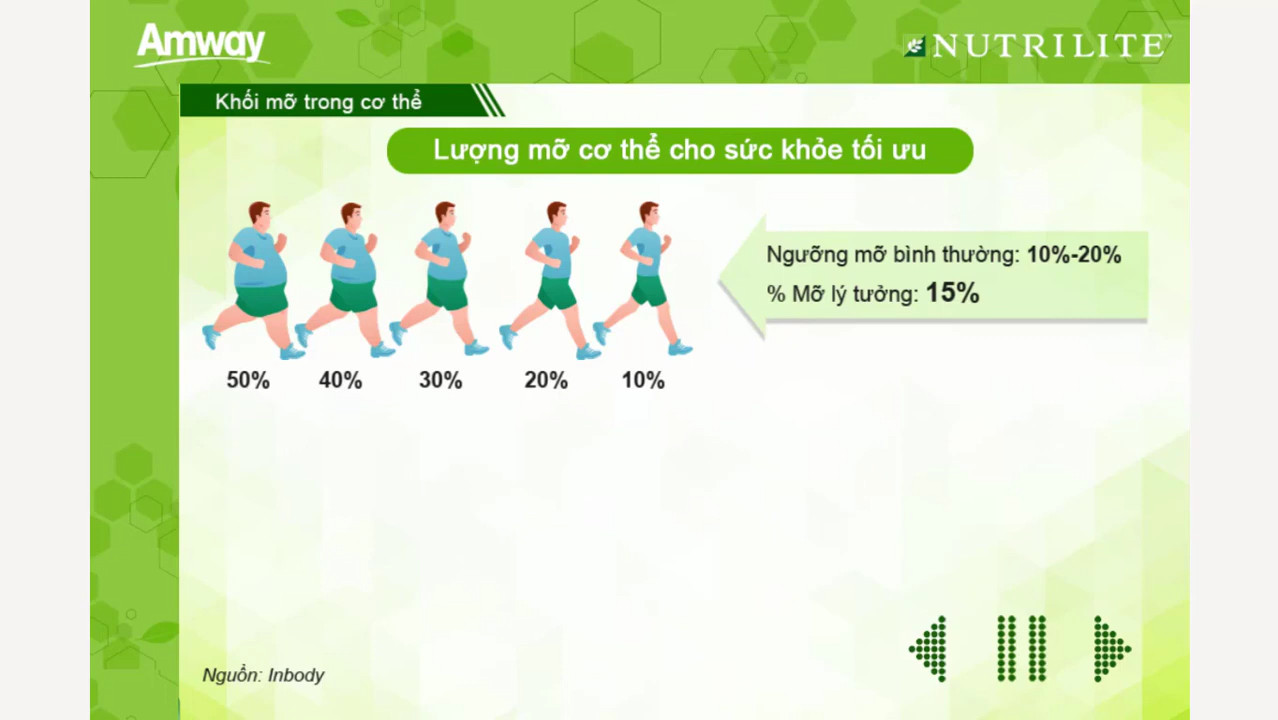 Amway
NUTRILITE™
Khối mỡ trong cơ thể
Lượng mỡ cơ thể cho sức khỏe tối ưu
Ngưỡng mỡ bình thường: 10%-20%
% Mỡ lý tưởng: 15%
50% 40% 30% 20% 10%
Nguồn: Inbody